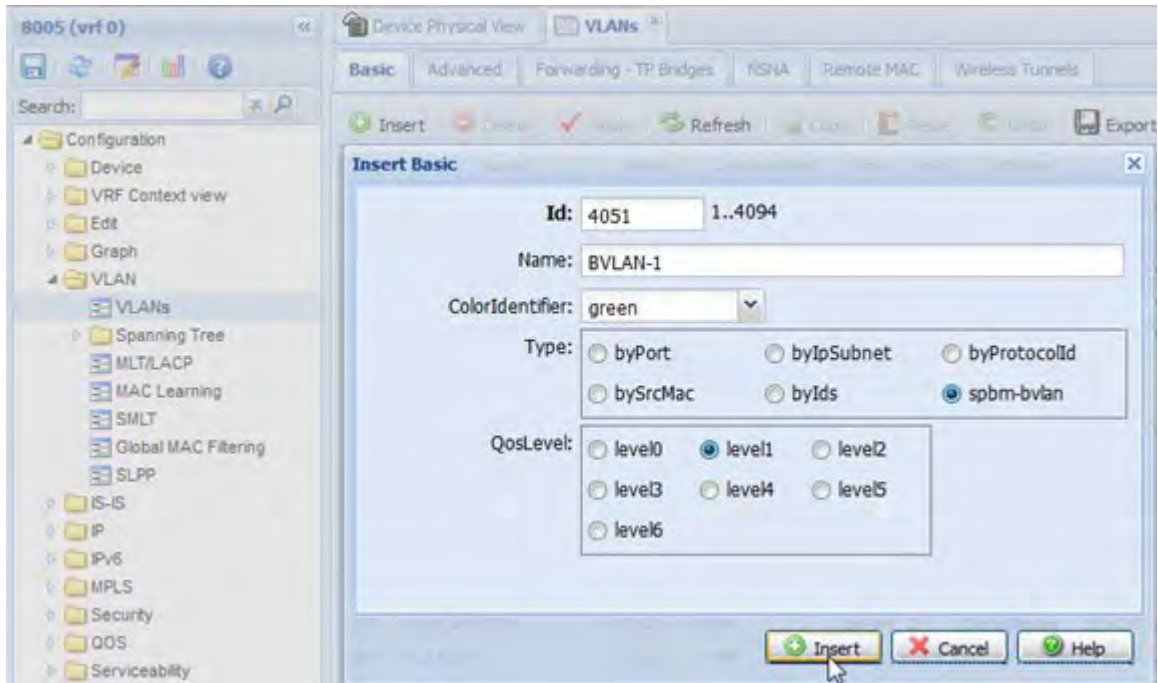 8005 (vrf 0)
Device Physical View
VLANs
Basic
Advanced
Forwarding - TP Bridges
NSNA
Remote MAC
Wireless Tunnels
Search:
Insert
Refresh
Export
Configuration
Device
VRF Context view
Edit
Graph
VLAN
VLANs
Spanning Tree
MLT/LACP
MAC Learning
SMLT
Global MAC Filtering
SLPP
IS-IS
IP
IPv6
MPLS
Security
QOS
Serviceability
Insert Basic
Id: 4051 1..4094
Name: BVLAN-1
ColorIdentifier: green
Type: byPort byIpSubnet byProtocolId
bySrcMac byIds spbm-bvlan
QosLevel: level0 level1 level2
level3 level4 level5
level6
Insert Cancel Help